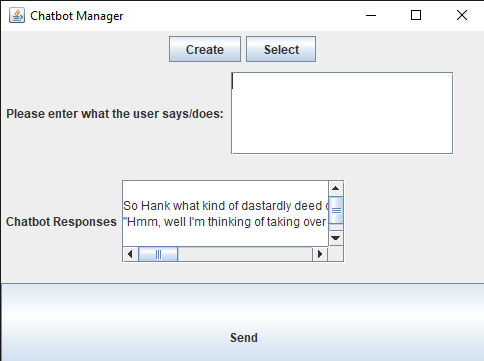 Chatbot Manager
Create Select
Please enter what the user says/does:
So Hank what kind of dastardly deed
"Hmm, well I'm thinking of taking over
Chatbot Responses
Send